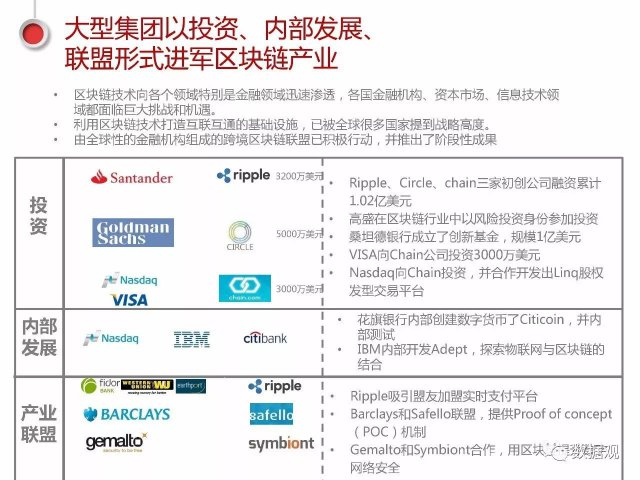 大型集团以投资、内部发展、
联盟形式进军区块链产业
• 区块链技术向各个领域特别是金融领域迅速渗透，各国金融机构、资本市场、信息技术领
域都面临巨大挑战和机遇。
• 利用区块链技术打造互联互通的基础设施，已被全球很多国家提到战略高度。
• 由全球性的金融机构组成的跨境区块链联盟已积极行动，并推出了阶段性成果
投
资
Santander
ripple 3200万美元
Goldman
Sachs
CIRCLE 5000万美元
Nasdaq
VISA
chain.com 3000万美元
• Ripple、Circle、chain三家初创公司融资累计
1.02亿美元
• 高盛在区块链行业中以风险投资身份参加投资
• 桑坦德银行成立了创新基金，规模1亿美元
• VISA向Chain公司投资3000万美元
• Nasdaq向Chain投资，并合作开发出Linq股权
发型交易平台
内部
发展
Nasdaq IBM citibank
• 花旗银行内部创建数字货币了Citicoin，并内
部测试
• IBM内部开发Adept，探索物联网与区块链的
结合
产业
联盟
fidor
BANK
WESTERN
UNION WU
moving money for better
earthport
ripple
BARCLAYS
safello
gemalto
security to be free
symbiont
• Ripple吸引盟友加盟实时支付平台
• Barclays和Safello联盟，提供Proof of concept
（POC）机制
• Gemalto和Symbiont合作，用区块
网络安全
数据观